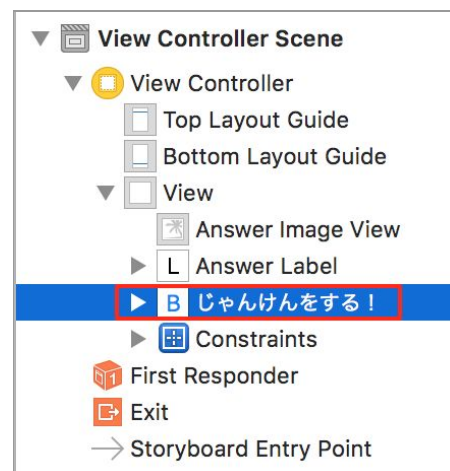 View Controller Scene
View Controller
Top Layout Guide
Bottom Layout Guide
View
Answer Image View
L Answer Label
B じゃんけんをする！
Constraints
First Responder
Exit
Storyboard Entry Point